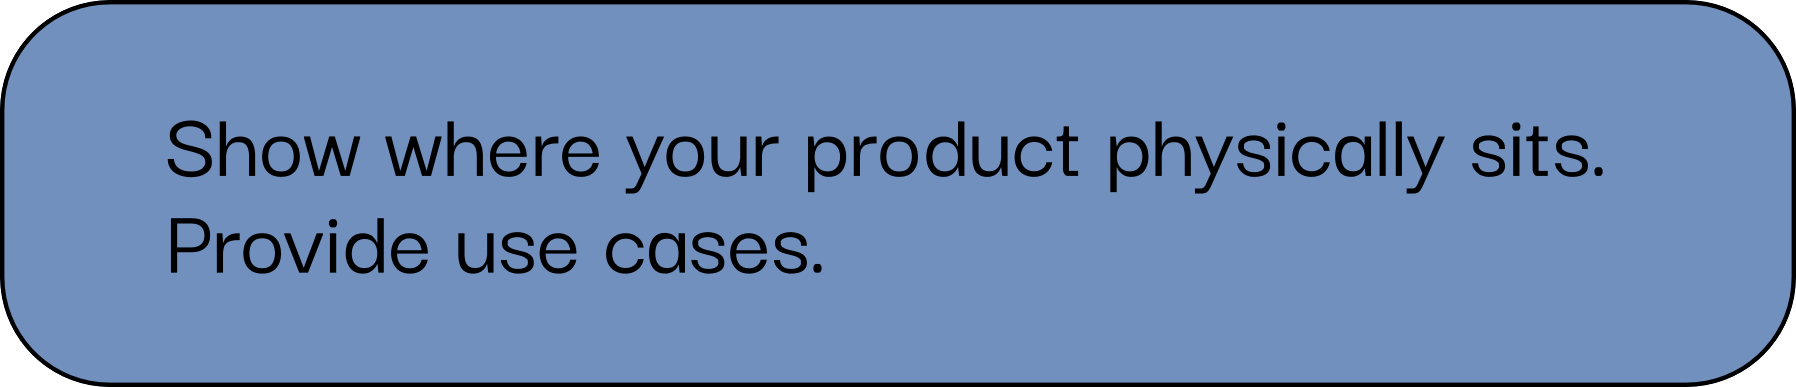 Show where your product physically sits.
Provide use cases.